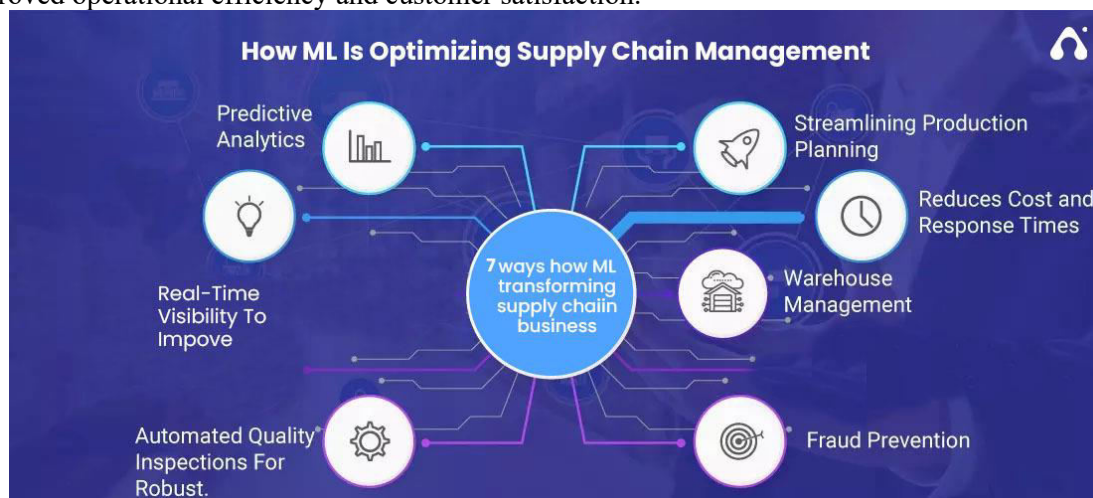 roved operational efficiency and customer satisfaction.
How ML Is Optimizing Supply Chain Management
Predictive
Analytics
Streamlining Production
Planning
Reduces Cost and
Response Times
7 ways how ML
transforming
supply chaiin
business
Warehouse
Management
Real-Time
Visibility To
Impove
Automated Quality
Inspections For
Robust.
Fraud Prevention